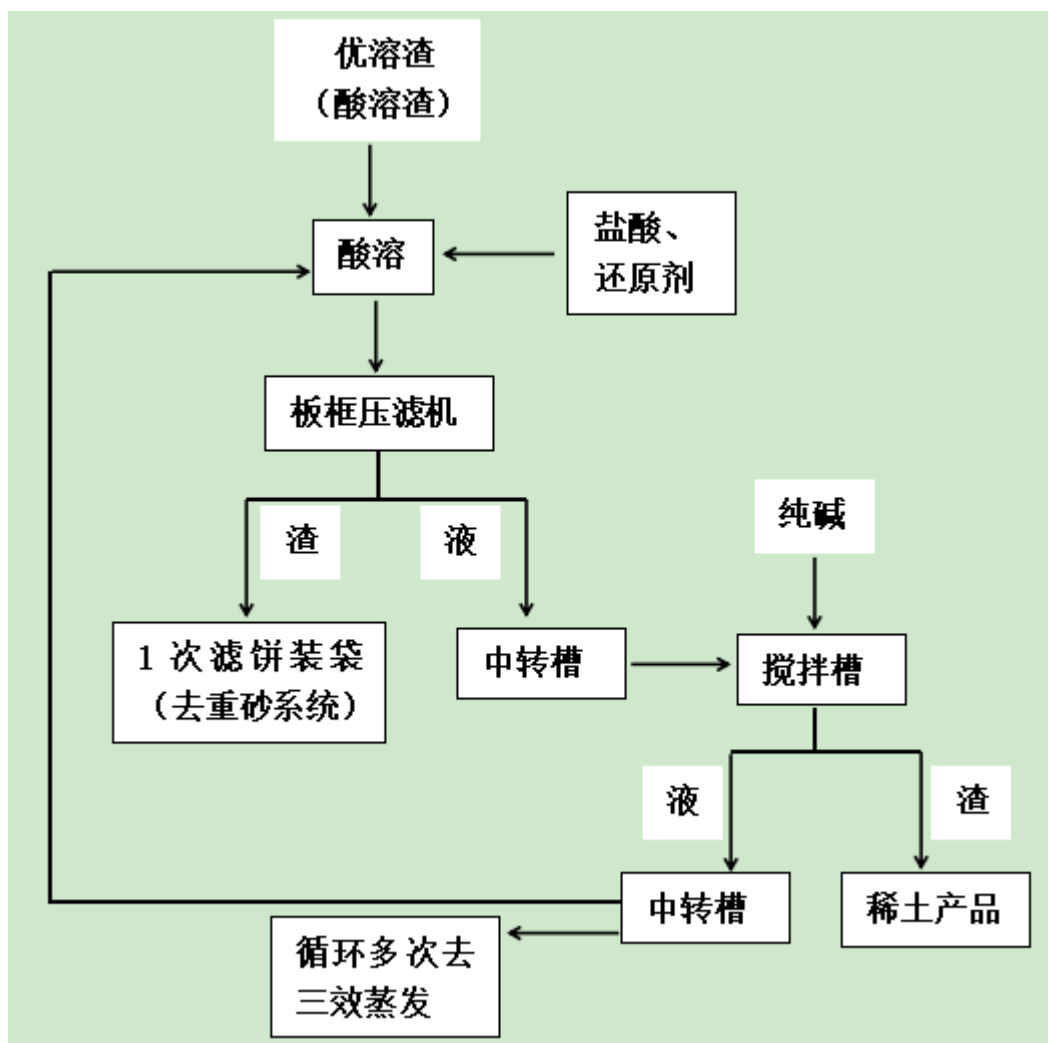 优溶渣
（酸溶渣）
酸溶
盐酸、
还原剂
板框压滤机
渣
液
纯碱
1 次滤饼装袋
（去重砂系统）
中转槽
搅拌槽
液
渣
中转槽
稀土产品
循环多次去
三效蒸发